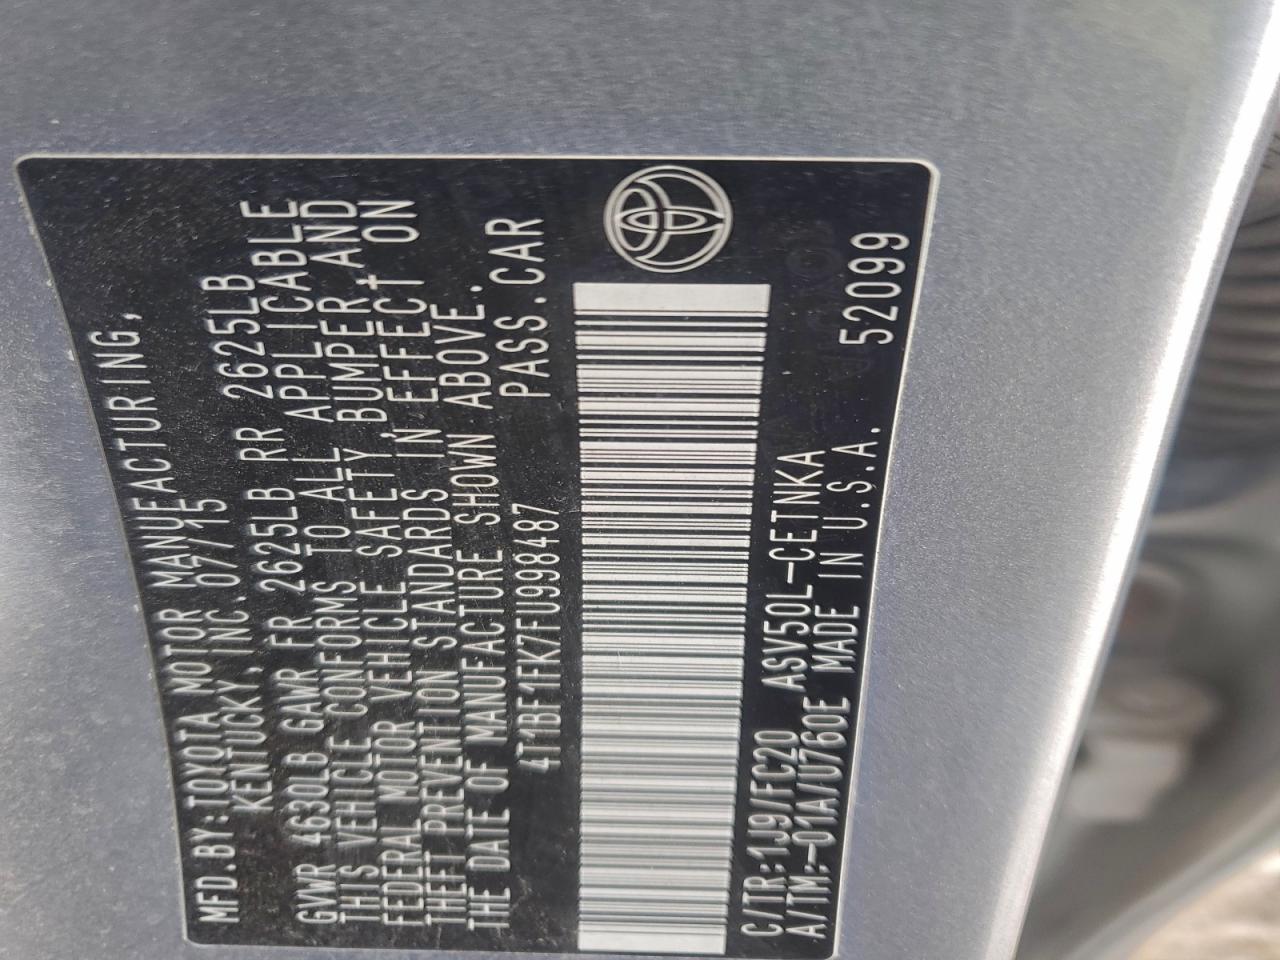 MFD.BY:TOYOTA MOTOR MANUFACTURING,
KENTUCKY, INC. 07/15
GVWR 4630LB GAWR FR 2625LB RR 2625LB
THIS VEHICLE CONFORMS TO ALL APPLICABLE
FEDERAL MOTOR VEHICLE SAFETY, BUMPER, AND
THEFT PREVENTION STANDARDS IN EFFECT ON
THE DATE OF MANUFACTURE SHOWN ABOVE.
4T1BF1FK7FU998487 PASS.CAR
C/TR:1J9/FC20 ASV50L-CETNKA
A/TM:-01A/U760E MADE IN U.S.A. 52099